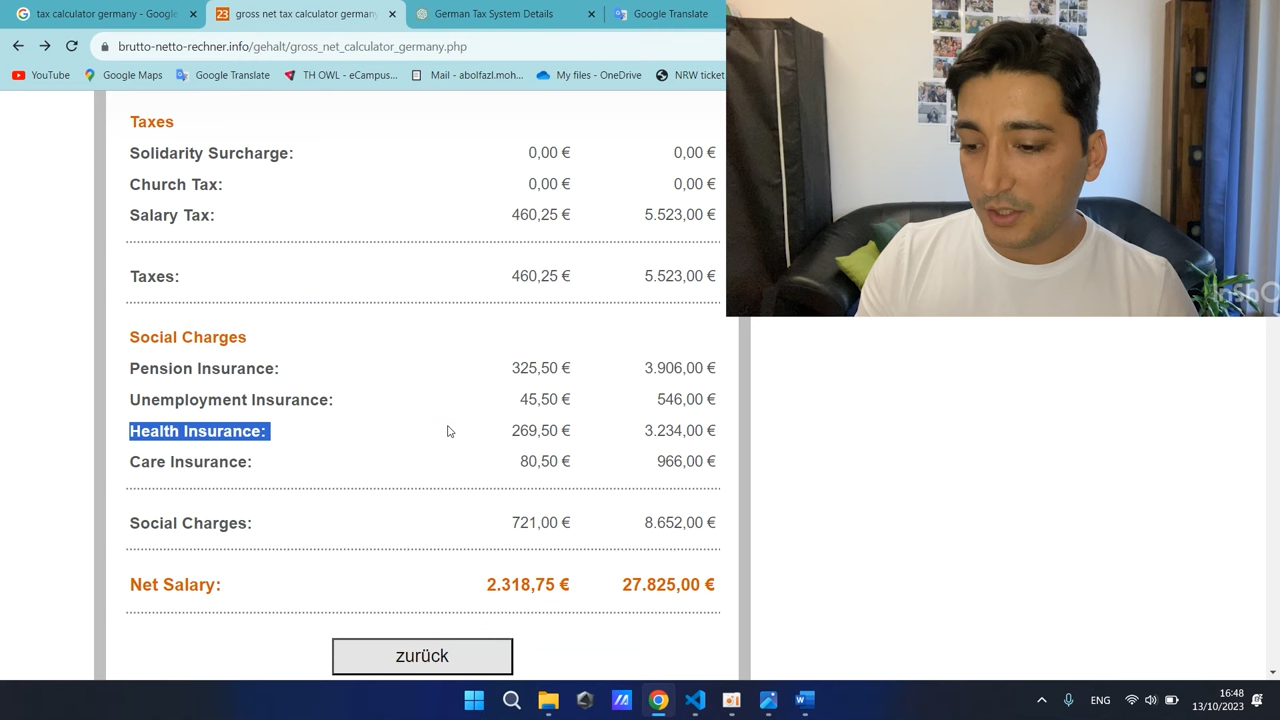 tax calculator germany - Google
gross net tax calculator german
German Tax System Details
Google Translate
brutto-netto-rechner.info/gehalt/gross_net_calculator_germany.php
YouTube
Google Maps
Google Translate
TH OWL - eCampus...
Mail - abolfazl.moh...
My files - OneDrive
NRW ticket
Taxes
Solidarity Surcharge: 0,00 € 0,00 €
Church Tax: 0,00 € 0,00 €
Salary Tax: 460,25 € 5.523,00 €
Taxes: 460,25 € 5.523,00 €
Social Charges
Pension Insurance: 325,50 € 3.906,00 €
Unemployment Insurance: 45,50 € 546,00 €
Health Insurance: 269,50 € 3.234,00 €
Care Insurance: 80,50 € 966,00 €
Social Charges: 721,00 € 8.652,00 €
Net Salary: 2.318,75 € 27.825,00 €
zurück
ENG
16:48
13/10/2023